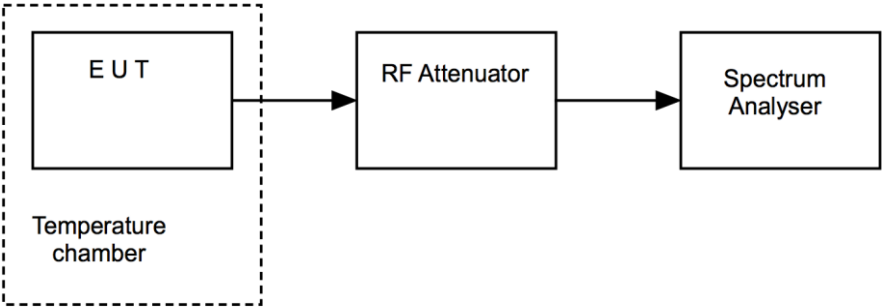 E U T
RF Attenuator
Spectrum
Analyser
Temperature
chamber